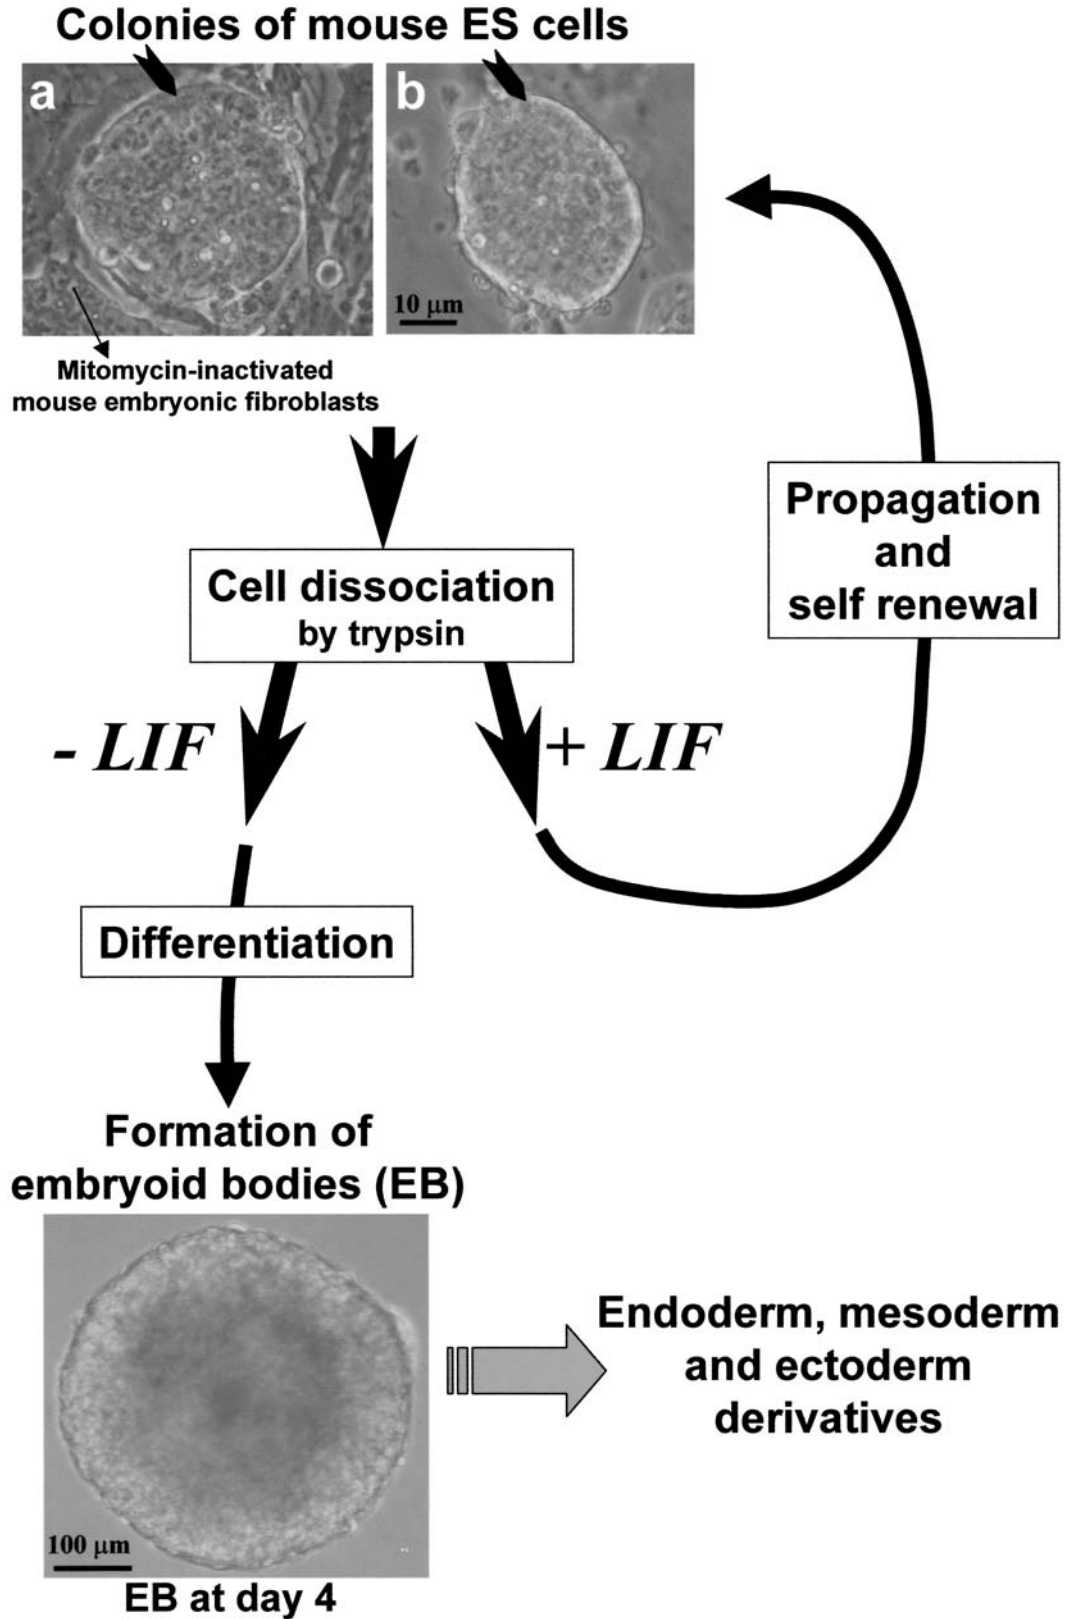 Colonies of mouse ES cells
a
b
10 μm
Mitomycin-inactivated
mouse embryonic fibroblasts
Cell dissociation
by trypsin
Propagation
and
self renewal
- LIF
+ LIF
Differentiation
Formation of
embryoid bodies (EB)
100 μm
EB at day 4
Endoderm, mesoderm
and ectoderm
derivatives